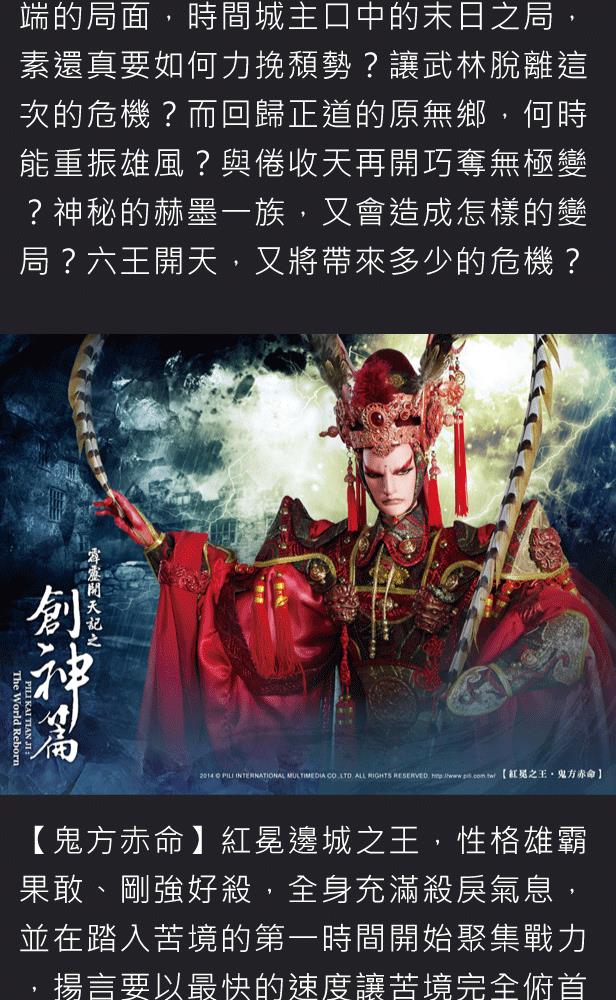 端的局面，時間城主口中的末日之局，
素還真要如何力挽頹勢？讓武林脫離這
次的危機？而回歸正道的原無鄉，何時
能重振雄風？與倦收天再開巧奪無極變
？神秘的赫墨一族，又會造成怎樣的變
局？六王開天，又將帶來多少的危機？
霹靂開天記之
創神篇
PILI KAI TIAN JI :
The World Reborn
2014 © PILI INTERNATIONAL MULTIMEDIA CO.,LTD. ALL RIGHTS RESERVED. http://www.pili.com.tw/ 【紅冕之王・鬼方赤命】
【鬼方赤命】紅冕邊城之王，性格雄霸
果敢、剛強好殺，全身充滿殺戾氣息，
並在踏入苦境的第一時間開始聚集戰力
，揚言要以最快的速度讓苦境完全俯首